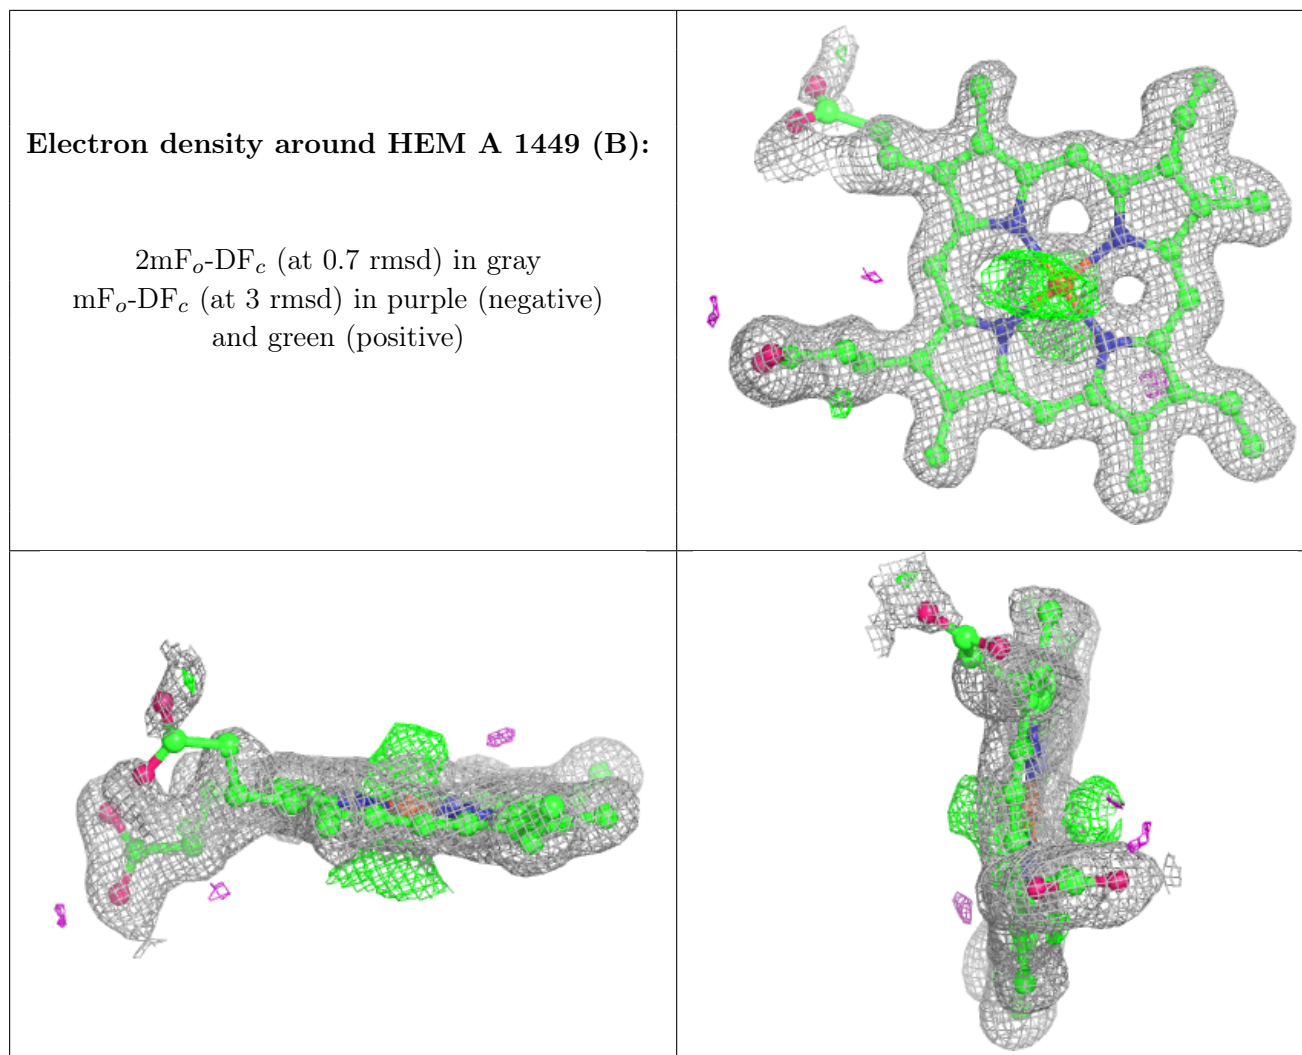 Electron density around HEM A 1449 (B):
2mFo-DFc (at 0.7 rmsd) in gray
mFo-DFc (at 3 rmsd) in purple (negative)
and green (positive)